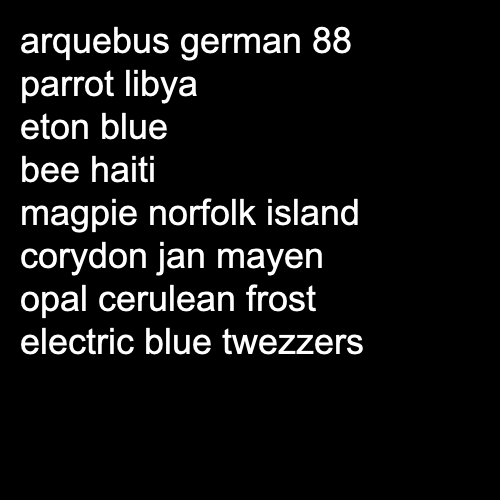 arquebus german 88
parrot libya
eton blue
bee haiti
magpie norfolk island
corydon jan mayen
opal cerulean frost
electric blue twezzers